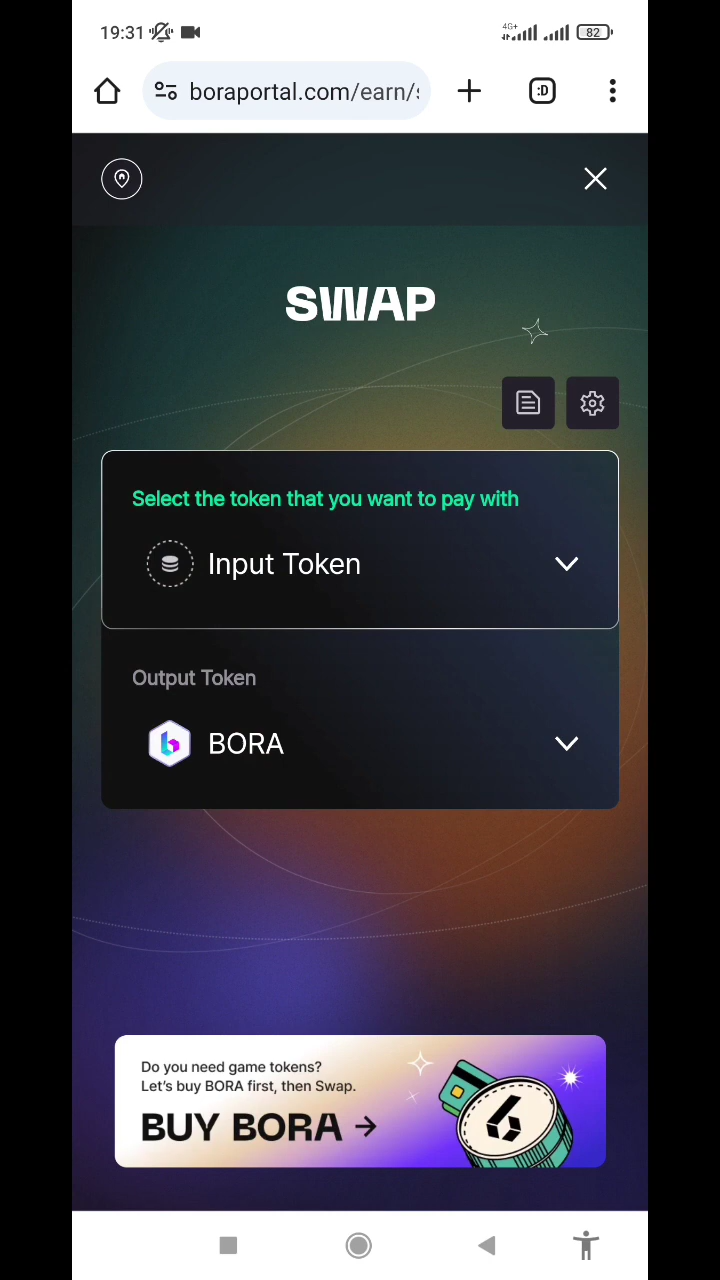 19:31
4G+
82
boraportal.com/earn/
:D
SWAP
Select the token that you want to pay with
Input Token
Output Token
BORA
Do you need game tokens?
Let's buy BORA first, then Swap.
BUY BORA →